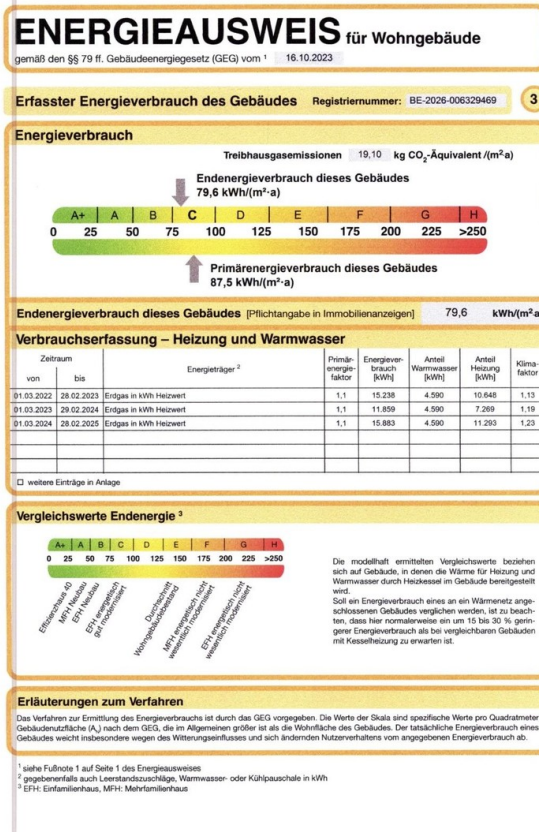 ENERGIEAUSWEIS für Wohngebäude
gemäß den §§ 79 ff. Gebäudeenergiegesetz (GEG) vom ¹ 16.10.2023
Erfasster Energieverbrauch des Gebäudes Registriernummer: BE-2026-006329469 3
Energieverbrauch
Treibhausgasemissionen 19,10 kg CO₂-Äquivalent /(m²·a)
Endenergieverbrauch dieses Gebäudes
79,6 kWh/(m²·a)
A+ A B C D E F G H
0 25 50 75 100 125 150 175 200 225 >250
Primärenergieverbrauch dieses Gebäudes
87,5 kWh/(m²·a)
Endenergieverbrauch dieses Gebäudes [Pflichtangabe in Immobilienanzeigen] 79,6 kWh/(m²·a
Verbrauchserfassung – Heizung und Warmwasser
Zeitraum
von bis
Energieträger ²
Primär-
energie-
faktor
Energiever-
brauch
[kWh]
Anteil
Warmwasser
[kWh]
Anteil
Heizung
[kWh]
Klima-
faktor
01.03.2022 28.02.2023 Erdgas in kWh Heizwert 1,1 15.238 4.590 10.648 1,13
01.03.2023 29.02.2024 Erdgas in kWh Heizwert 1,1 11.859 4.590 7.269 1,19
01.03.2024 28.02.2025 Erdgas in kWh Heizwert 1,1 15.883 4.590 11.293 1,23
☐ weitere Einträge in Anlage
Vergleichswerte Endenergie ³
A+ A B C D E F G H
0 25 50 75 100 125 150 175 200 225 >250
Effizienzhaus 40
MFH Neubau
EFH Neubau
EFH energetisch
gut modernisiert
Durchschnitt
Wohngebäudebestand
MFH energetisch nicht
wesentlich modernisiert
EFH energetisch nicht
wesentlich modernisiert
Die modellhaft ermittelten Vergleichswerte beziehen
sich auf Gebäude, in denen die Wärme für Heizung und
Warmwasser durch Heizkessel im Gebäude bereitgestellt
wird.
Soll ein Energieverbrauch eines an ein Wärmenetz ange-
schlossenen Gebäudes verglichen werden, ist zu beach-
ten, dass hier normalerweise ein um 15 bis 30 % gerin-
gerer Energieverbrauch als bei vergleichbaren Gebäuden
mit Kesselheizung zu erwarten ist.
Erläuterungen zum Verfahren
Das Verfahren zur Ermittlung des Energieverbrauchs ist durch das GEG vorgegeben. Die Werte der Skala sind spezifische Werte pro Quadratmeter
Gebäudenutzfläche (Aₙ) nach dem GEG, die im Allgemeinen größer ist als die Wohnfläche des Gebäudes. Der tatsächliche Energieverbrauch eines
Gebäudes weicht insbesondere wegen des Witterungseinflusses und sich ändernden Nutzerverhaltens vom angegebenen Energieverbrauch ab.
¹ siehe Fußnote 1 auf Seite 1 des Energieausweises
² gegebenenfalls auch Leerstandszuschläge, Warmwasser- oder Kühlpauschale in kWh
³ EFH: Einfamilienhaus, MFH: Mehrfamilienhaus